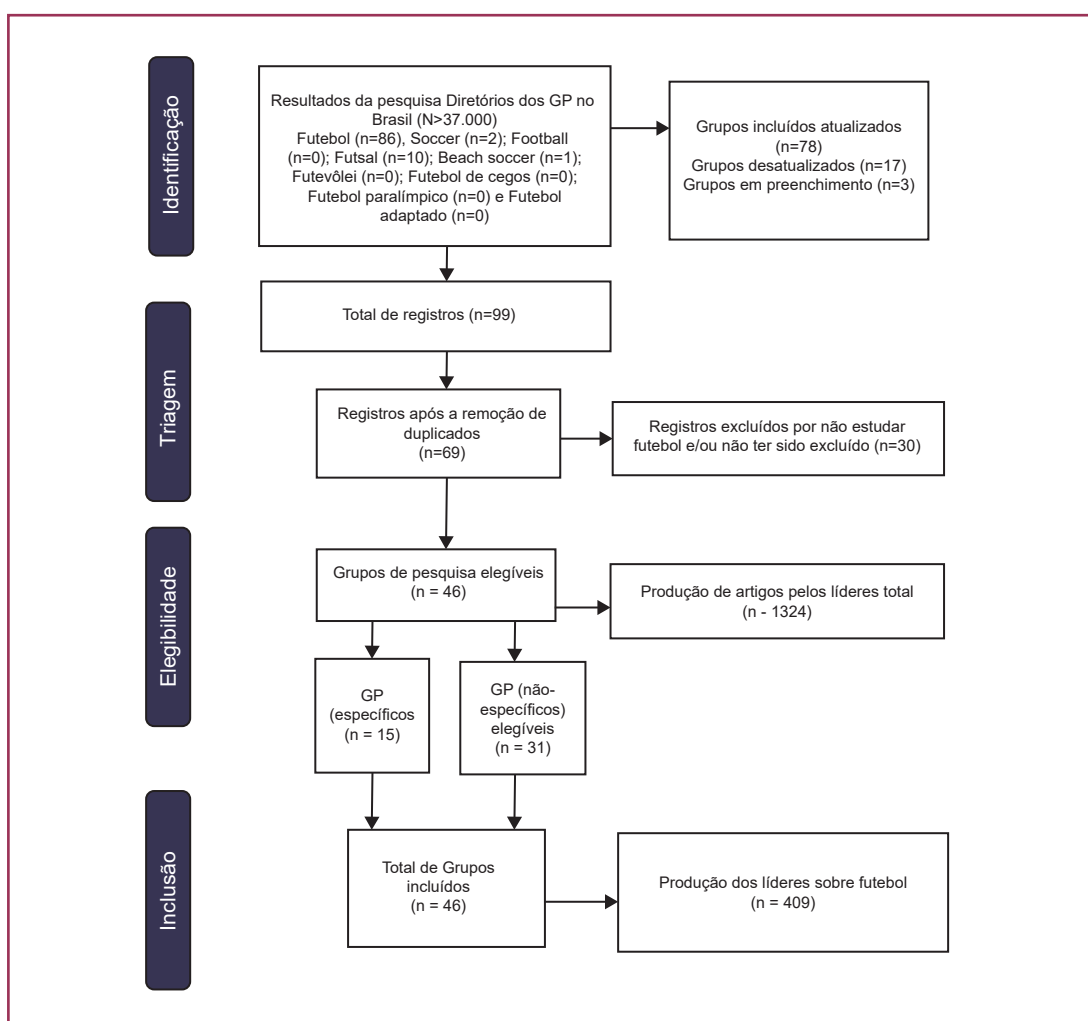 Identificação
Resultados da pesquisa Diretórios dos GP no
Brasil (N>37.000)
Futebol (n=86), Soccer (n=2); Football
(n=0); Futsal (n=10); Beach soccer (n=1);
Futevôlei (n=0); Futebol de cegos (n=0);
Futebol paralímpico (n=0) e Futebol
adaptado (n=0)
Grupos incluídos atualizados
(n=78)
Grupos desatualizados (n=17)
Grupos em preenchimento (n=3)
Total de registros (n=99)
Triagem
Registros após a remoção de
duplicados
(n=69)
Registros excluídos por não estudar
futebol e/ou não ter sido excluído (n=30)
Elegibilidade
Grupos de pesquisa elegíveis
(n = 46)
Produção de artigos pelos líderes total
(n - 1324)
GP
(específicos
(n = 15)
GP (não-
específicos)
elegíveis
(n = 31)
Inclusão
Total de Grupos
incluídos
(n = 46)
Produção dos líderes sobre futebol
(n = 409)